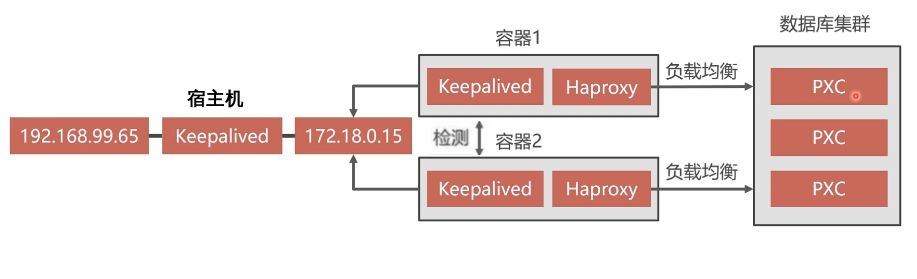 数据库集群
容器1
Keepalived
Haproxy
负载均衡
PXC
宿主机
192.168.99.65
Keepalived
172.18.0.15
检测
容器2
PXC
Keepalived
Haproxy
负载均衡
PXC